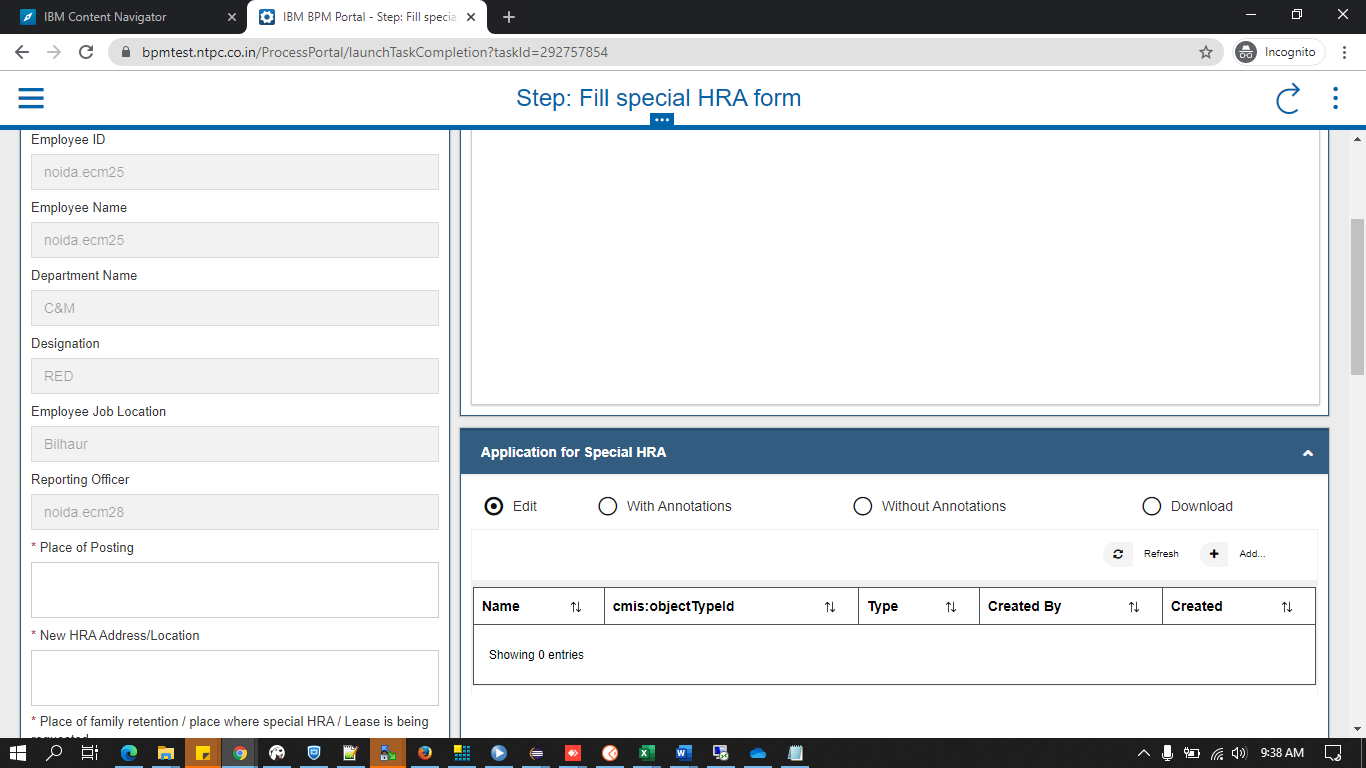 IBM Content Navigator
IBM BPM Portal - Step: Fill specia
bpmtest.ntpc.co.in/ProcessPortal/launchTaskCompletion?taskId=292757854
Incognito
Step: Fill special HRA form
Employee ID
noida.ecm25
Employee Name
noida.ecm25
Department Name
C&M
Designation
RED
Employee Job Location
Bilhaur
Reporting Officer
noida.ecm28
* Place of Posting
* New HRA Address/Location
* Place of family retention / place where special HRA / Lease is being
requested
Application for Special HRA
Edit With Annotations Without Annotations Download
Refresh Add...
Name cmis:objectTypeId Type Created By Created
Showing 0 entries
9:38 AM